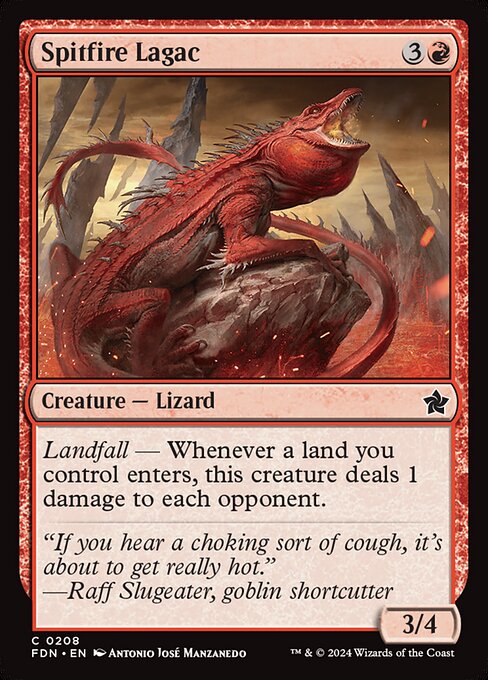 Spitfire Lagac 3
Creature — Lizard
Landfall — Whenever a land you
control enters, this creature deals 1
damage to each opponent.
“If you hear a choking sort of cough, it’s
about to get really hot.”
—Raff Slugeater, goblin shortcutter
3/4
C 0208
FDN • EN Antonio José Manzanedo
™ & © 2024 Wizards of the Coast